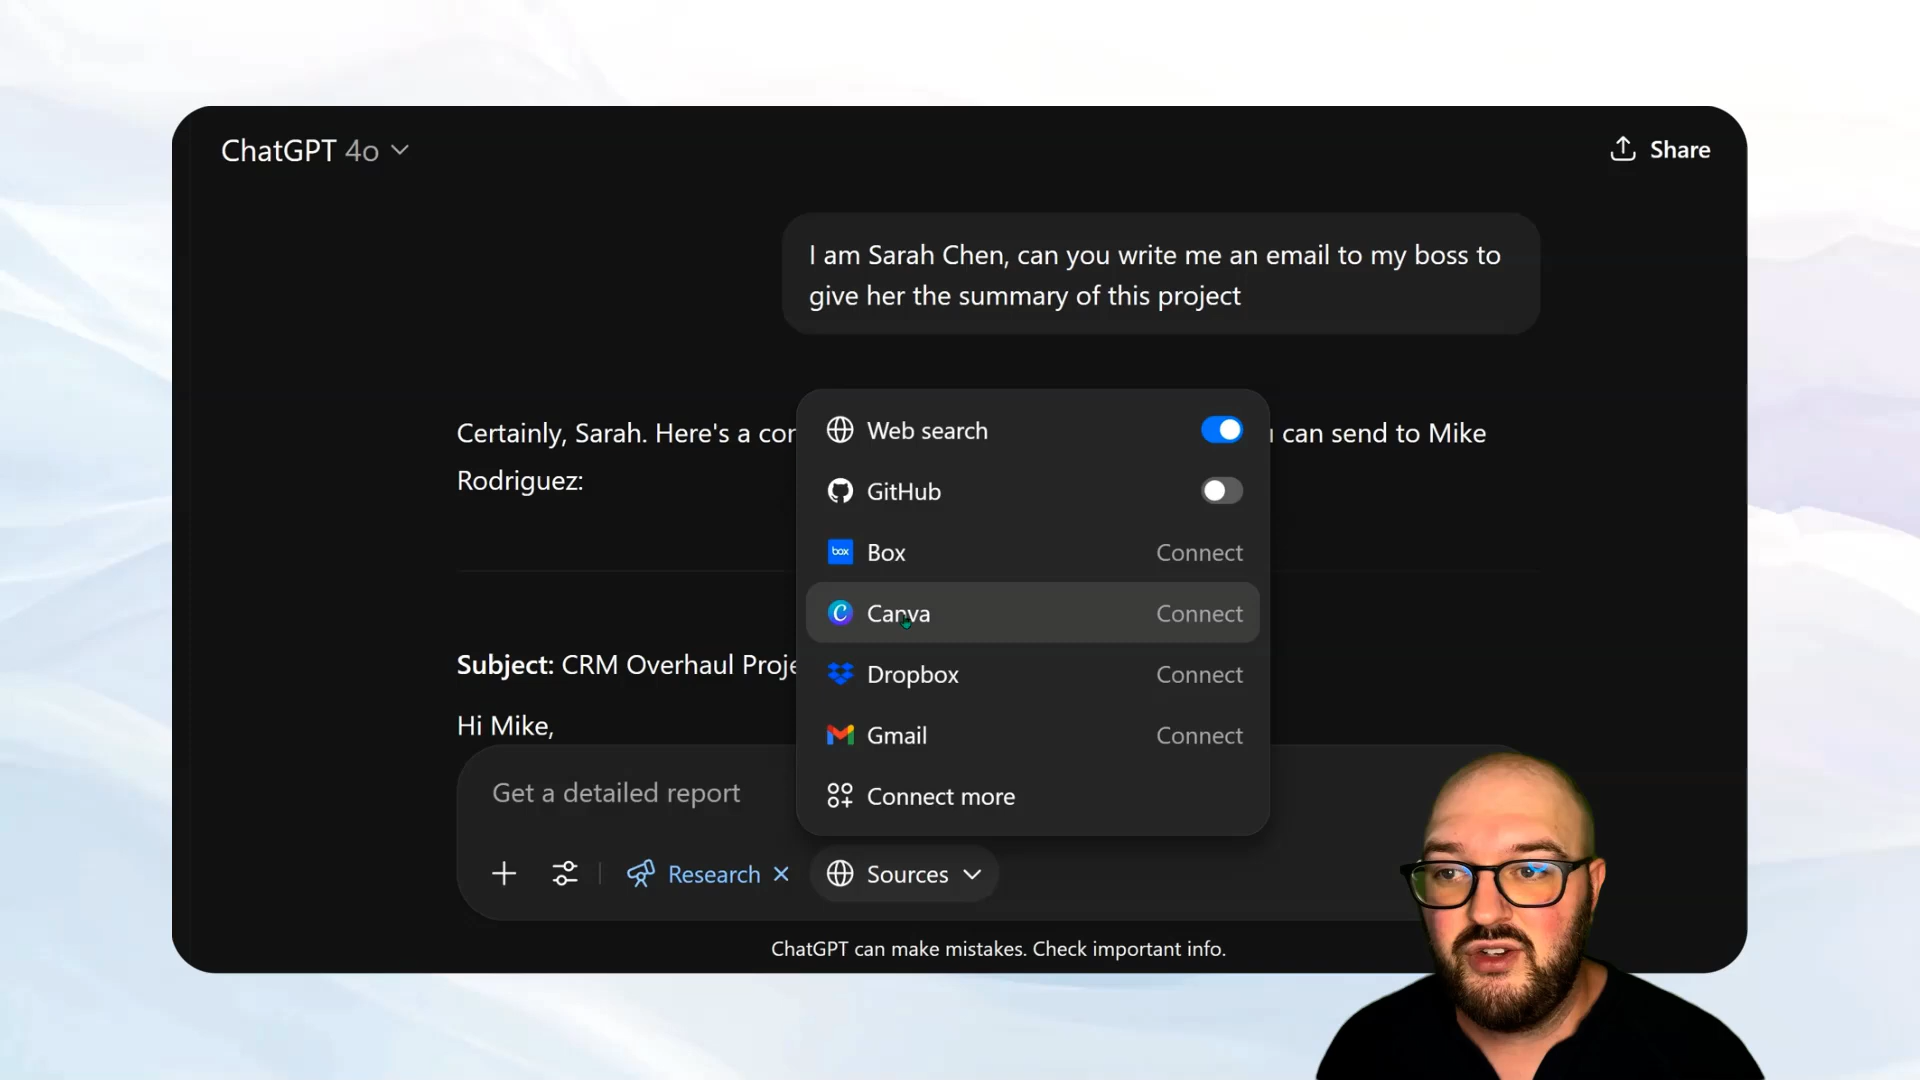 ChatGPT 4o
Share
I am Sarah Chen, can you write me an email to my boss to
give her the summary of this project
Certainly, Sarah. Here's a can send to Mike
Rodriguez:
Subject: CRM Overhaul
Hi Mike,
Web search
GitHub
box Box Connect
Canva Connect
Dropbox Connect
Gmail Connect
Connect more
Get a detailed report
Research Sources
ChatGPT can make mistakes. Check important info.